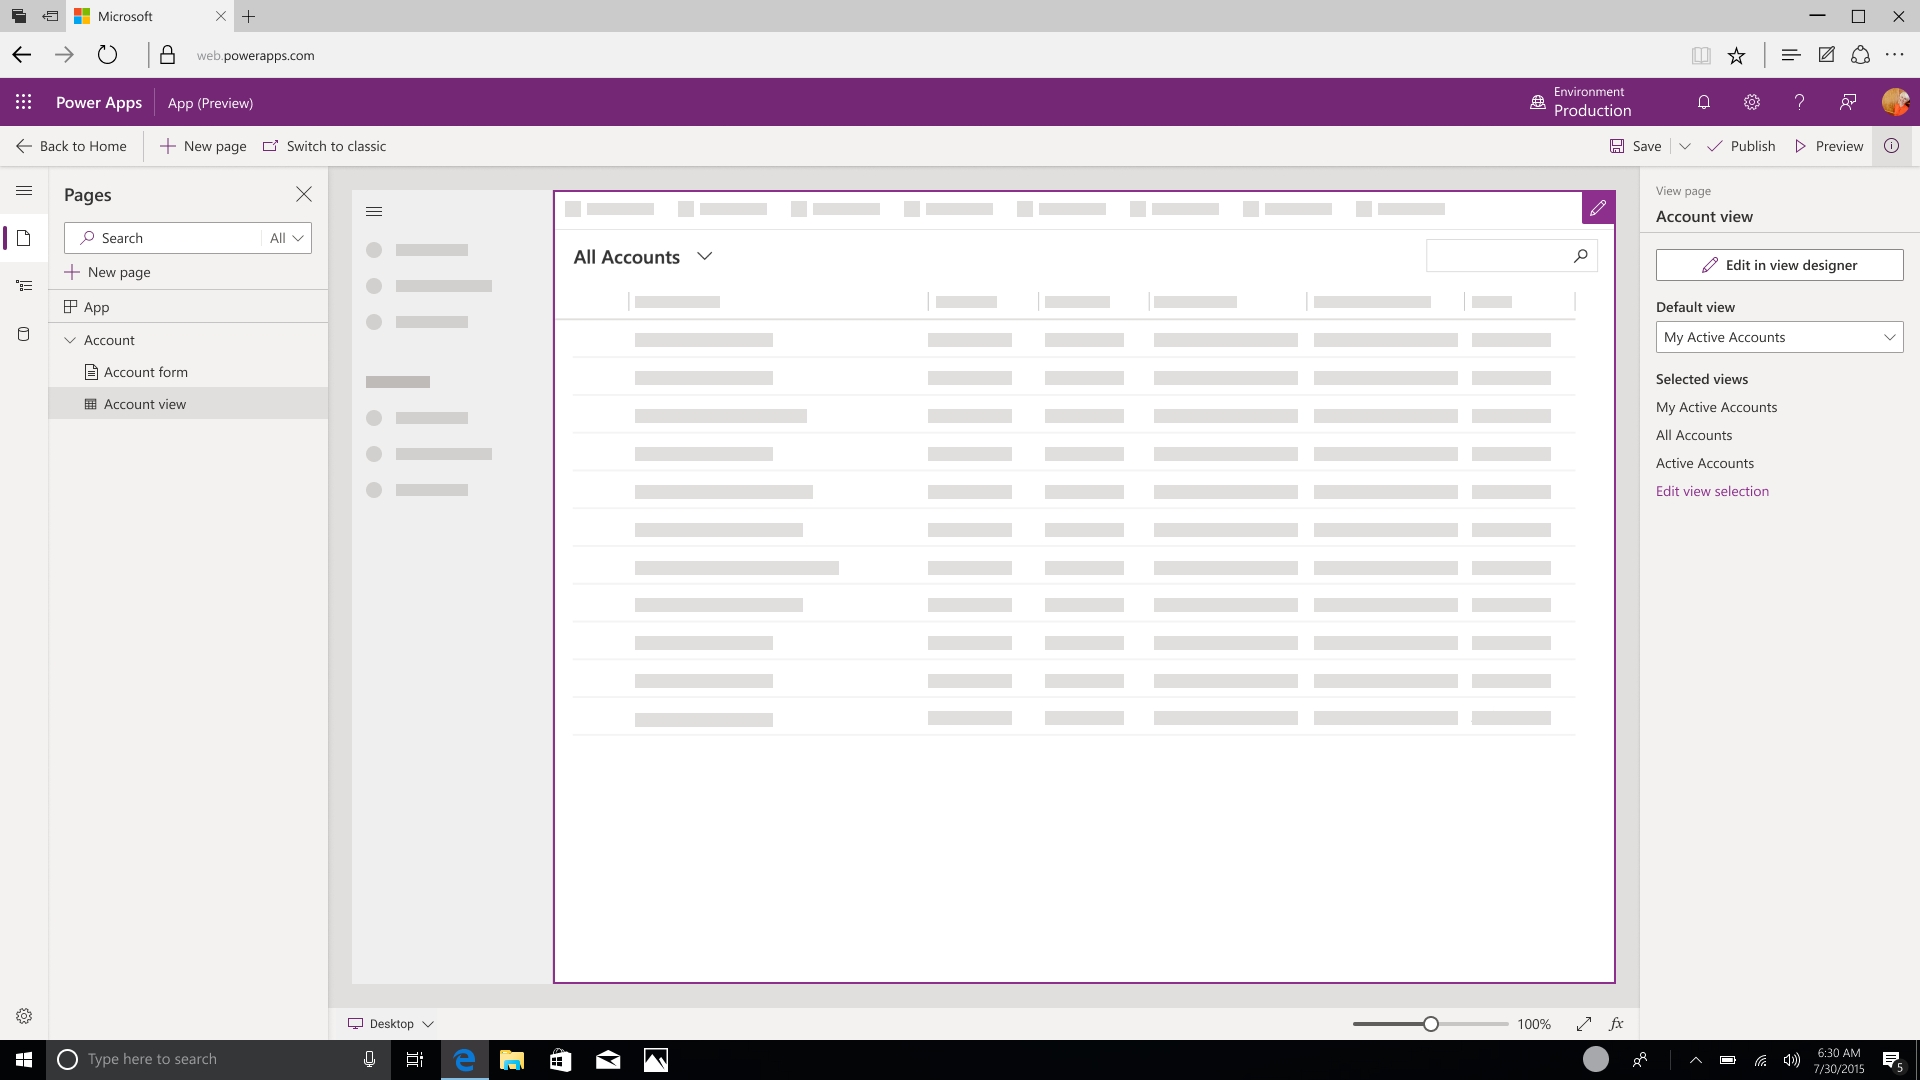 Microsoft
web.powerapps.com
Power Apps
App (Preview)
Environment
Production
Back to Home
New page
Switch to classic
Save
Publish
Preview
Pages
Search
All
New page
App
Account
Account form
Account view
All Accounts
View page
Account view
Edit in view designer
Default view
My Active Accounts
Selected views
My Active Accounts
All Accounts
Active Accounts
Edit view selection
Desktop
100%
fx
Type here to search
6:30 AM
7/30/2015
5